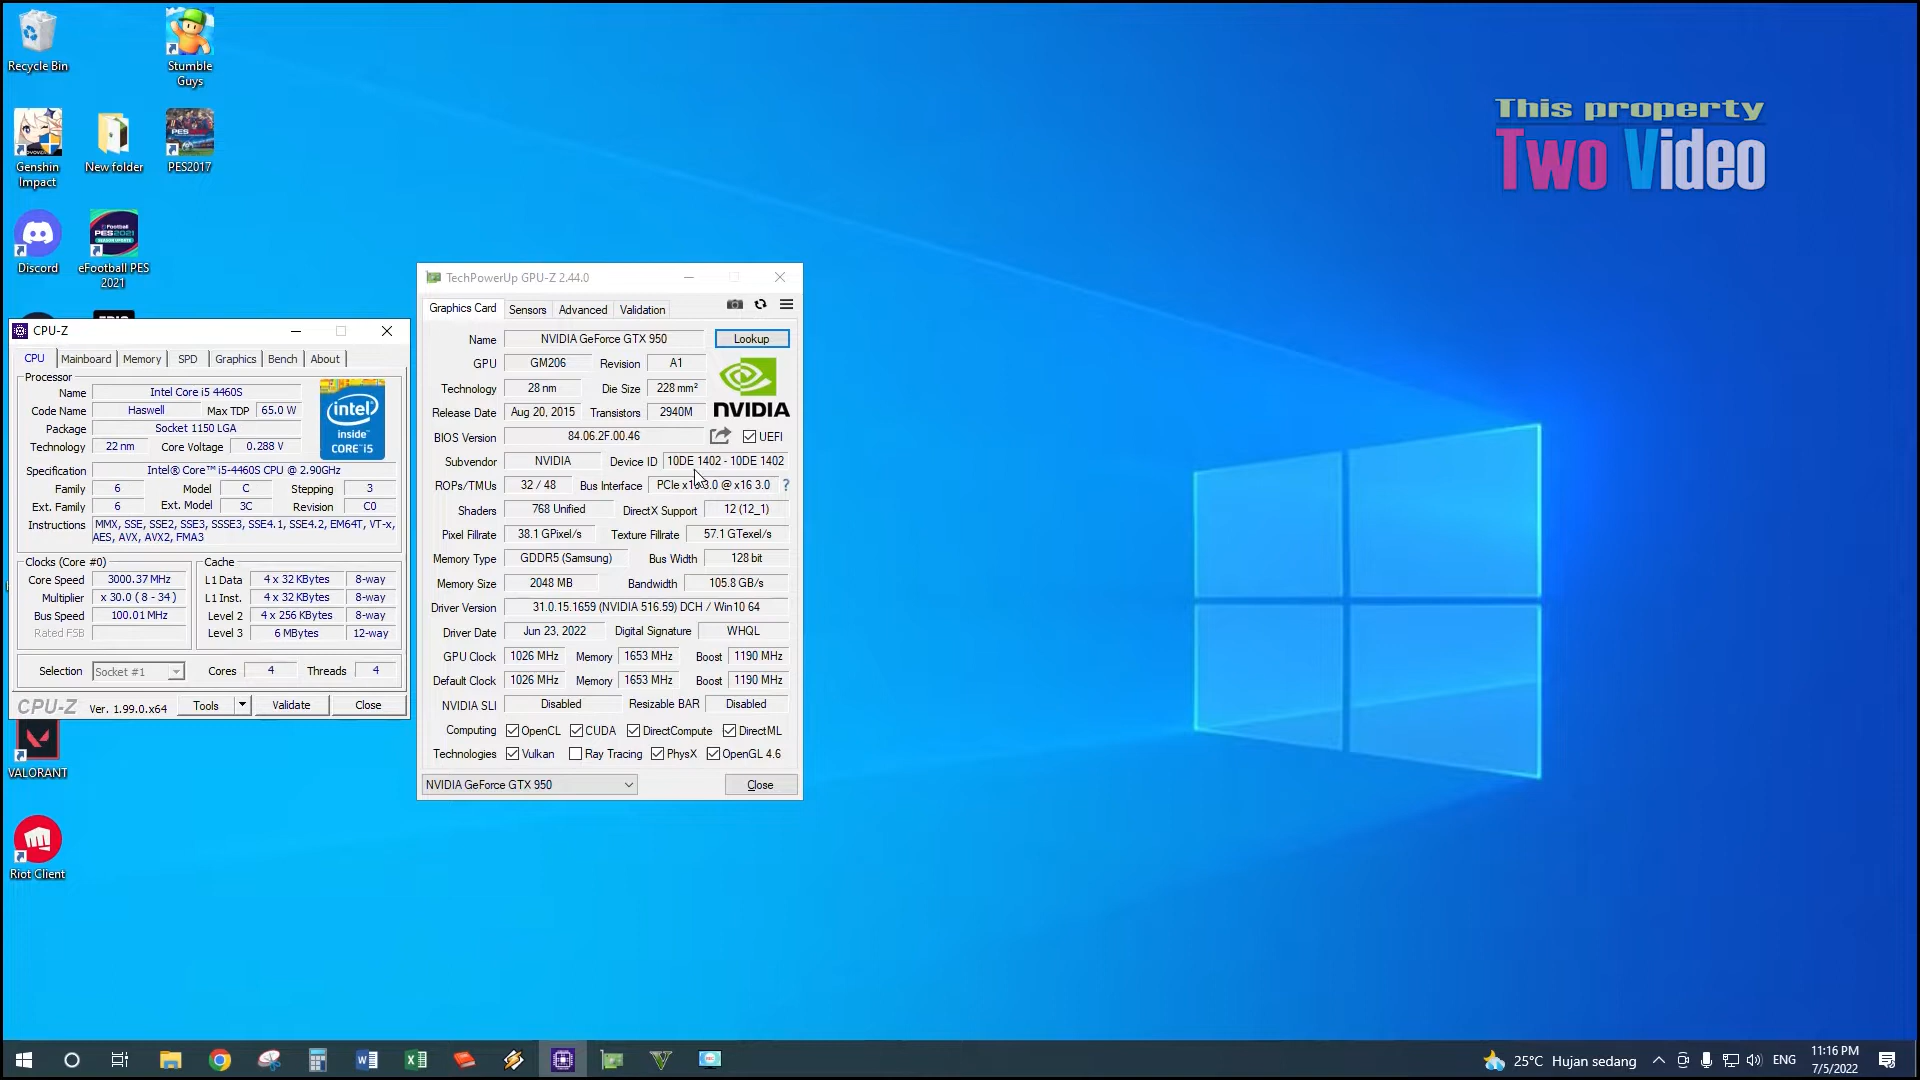 Recycle Bin
Stumble
Guys
Genshin
Impact
New folder
PES2017
Discord
eFootball PES
2021
VALORANT
Riot Client
This property
Two Video
CPU-Z
CPU Mainboard Memory SPD Graphics Bench About
Processor
Name Intel Core i5 4460S
Code Name Haswell Max TDP 65.0 W
Package Socket 1150 LGA
Technology 22 nm Core Voltage 0.288 V
intel
inside™
CORE™ i5
Specification Intel® Core™ i5-4460S CPU @ 2.90GHz
Family 6 Model C Stepping 3
Ext. Family 6 Ext. Model 3C Revision C0
Instructions MMX, SSE, SSE2, SSE3, SSSE3, SSE4.1, SSE4.2, EM64T, VT-x,
AES, AVX, AVX2, FMA3
Clocks (Core #0)
Core Speed 3000.37 MHz
Multiplier x 30.0 ( 8 - 34 )
Bus Speed 100.01 MHz
Rated FSB
Cache
L1 Data 4 x 32 KBytes 8-way
L1 Inst. 4 x 32 KBytes 8-way
Level 2 4 x 256 KBytes 8-way
Level 3 6 MBytes 12-way
Selection Socket #1 Cores 4 Threads 4
CPU-Z Ver. 1.99.0.x64 Tools Validate Close
TechPowerUp GPU-Z 2.44.0
Graphics Card Sensors Advanced Validation
Name NVIDIA GeForce GTX 950 Lookup
GPU GM206 Revision A1
Technology 28 nm Die Size 228 mm²
NVIDIA
Release Date Aug 20, 2015 Transistors 2940M
BIOS Version 84.06.2F.00.46 UEFI
Subvendor NVIDIA Device ID 10DE 1402 - 10DE 1402
ROPs/TMUs 32 / 48 Bus Interface PCIe x16 3.0 @ x16 3.0 ?
Shaders 768 Unified DirectX Support 12 (12_1)
Pixel Fillrate 38.1 GPixel/s Texture Fillrate 57.1 GTexel/s
Memory Type GDDR5 (Samsung) Bus Width 128 bit
Memory Size 2048 MB Bandwidth 105.8 GB/s
Driver Version 31.0.15.1659 (NVIDIA 516.59) DCH / Win10 64
Driver Date Jun 23, 2022 Digital Signature WHQL
GPU Clock 1026 MHz Memory 1653 MHz Boost 1190 MHz
Default Clock 1026 MHz Memory 1653 MHz Boost 1190 MHz
NVIDIA SLI Disabled Resizable BAR Disabled
Computing OpenCL CUDA DirectCompute DirectML
Technologies Vulkan Ray Tracing PhysX OpenGL 4.6
NVIDIA GeForce GTX 950 Close
25°C Hujan sedang ENG 11:16 PM
7/5/2022